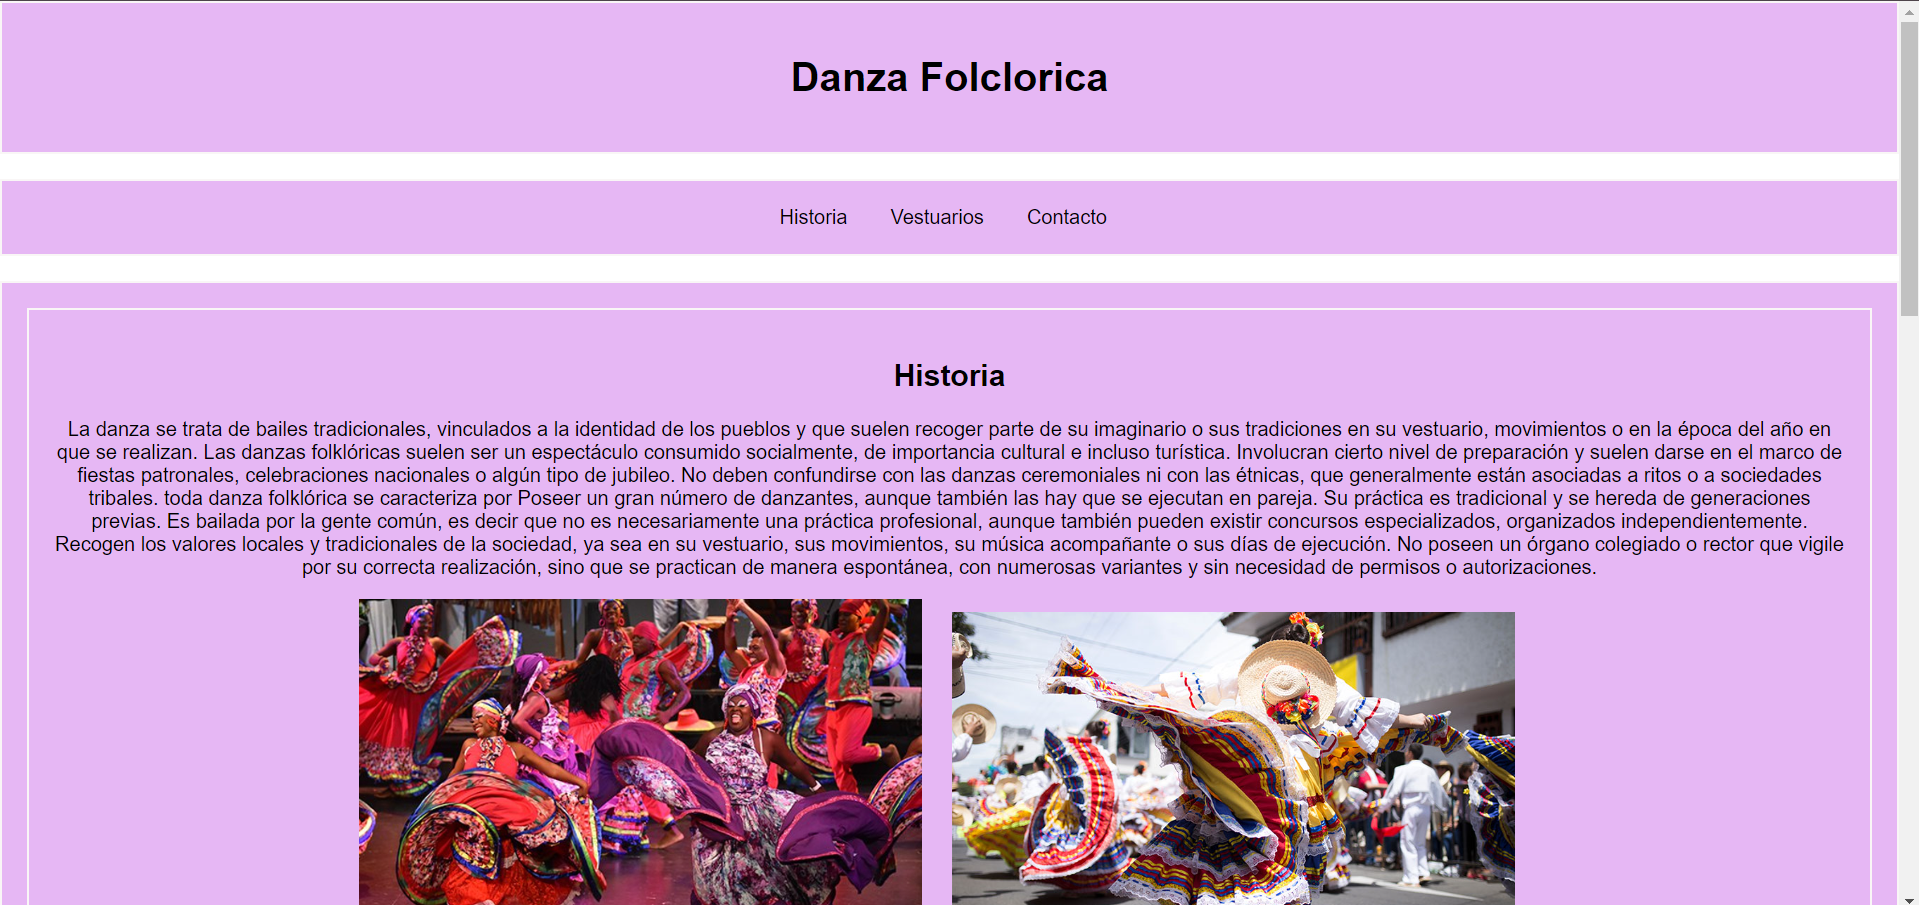 Danza Folclorica
Historia Vestuarios Contacto
Historia
La danza se trata de bailes tradicionales, vinculados a la identidad de los pueblos y que suelen recoger parte de su imaginario o sus tradiciones en su vestuario, movimientos o en la época del año en
que se realizan. Las danzas folklóricas suelen ser un espectáculo consumido socialmente, de importancia cultural e incluso turística. Involucran cierto nivel de preparación y suelen darse en el marco de
fiestas patronales, celebraciones nacionales o algún tipo de jubileo. No deben confundirse con las danzas ceremoniales ni con las étnicas, que generalmente están asociadas a ritos o a sociedades
tribales. toda danza folklórica se caracteriza por Poseer un gran número de danzantes, aunque también las hay que se ejecutan en pareja. Su práctica es tradicional y se hereda de generaciones
previas. Es bailada por la gente común, es decir que no es necesariamente una práctica profesional, aunque también pueden existir concursos especializados, organizados independientemente.
Recogen los valores locales y tradicionales de la sociedad, ya sea en su vestuario, sus movimientos, su música acompañante o sus días de ejecución. No poseen un órgano colegiado o rector que vigile
por su correcta realización, sino que se practican de manera espontánea, con numerosas variantes y sin necesidad de permisos o autorizaciones.